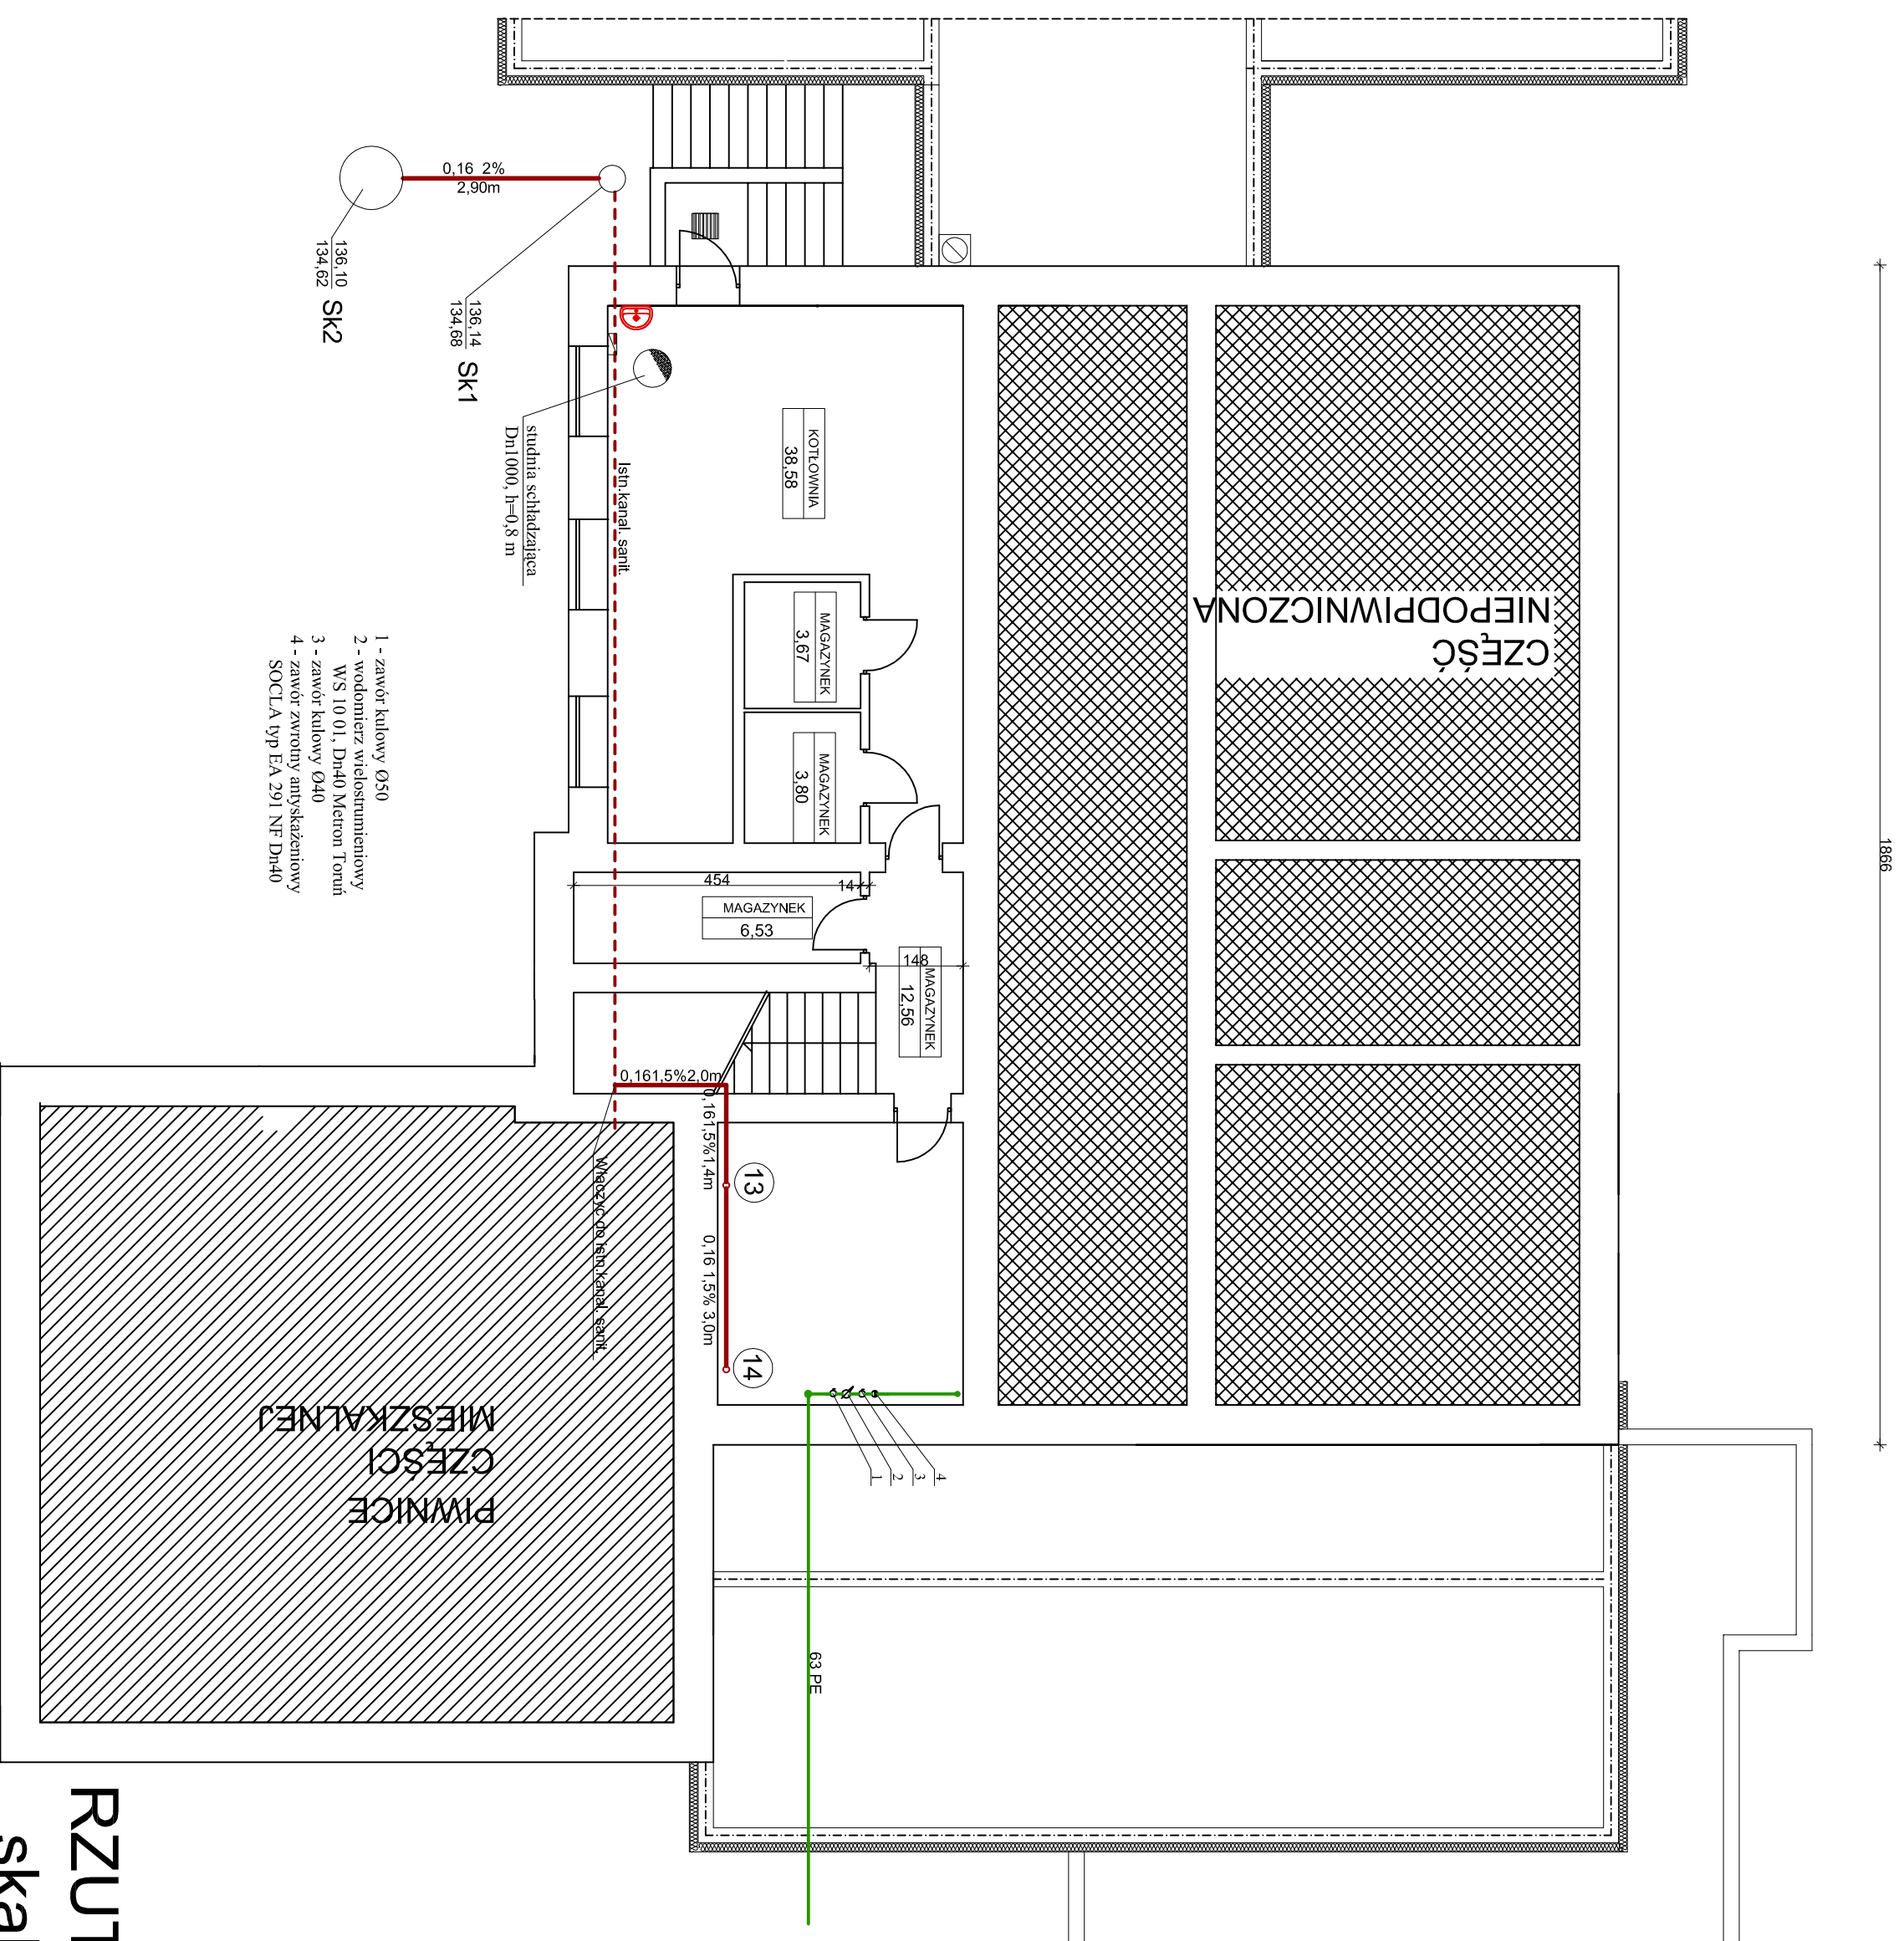 1866
0,16 2%
2,90m
136,10
134,62
Sk2
136,14
134,68
Sk1
studnia schładzająca
Dn1000, h=0,8 m
Istn.kanal. sanit.
KOTŁOWNIA
38,58
MAGAZYNEK
3,67
MAGAZYNEK
3,80
454
14
MAGAZYNEK
6,53
148
MAGAZYNEK
12,56
CZĘŚĆ
NIEPODPIWNICZONA
1 - zawór kulowy Ø50
2 - wodomierz wielostrumieniowy
WS 10 01, Dn40 Metron Toruń
3 - zawór kulowy Ø40
4 - zawór zwrotny antyskażeniowy
SOCLA typ EA 291 NF Dn40
0,161,5%2,0m
0,161,5%1,4m
13
0,16 1,5% 3,0m
14
Włączyć do istn.kanal. sanit.
1
2
3
4
63 PE
PIWNICE
CZĘŚCI
MIESZKALNEJ